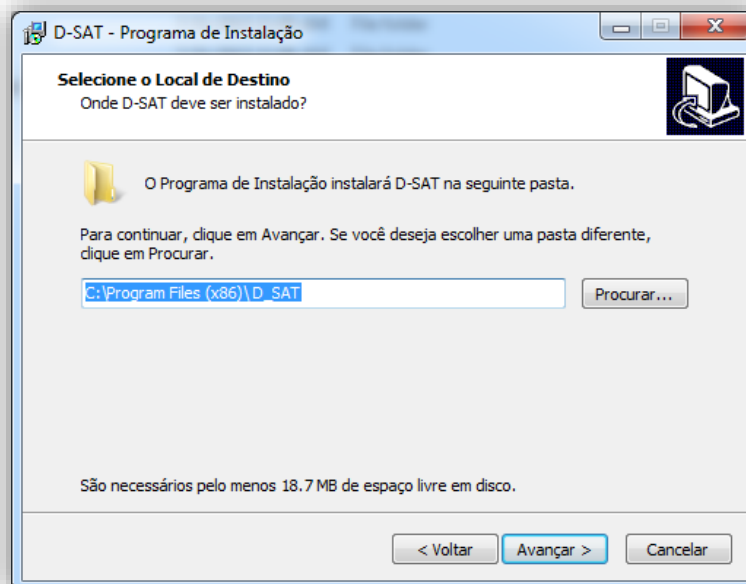 D-SAT - Programa de Instalação
Selecione o Local de Destino
Onde D-SAT deve ser instalado?
O Programa de Instalação instalará D-SAT na seguinte pasta.
Para continuar, clique em Avançar. Se você deseja escolher uma pasta diferente,
clique em Procurar.
C:\Program Files (x86)\D_SAT
Procurar...
São necessários pelo menos 18.7 MB de espaço livre em disco.
< Voltar
Avançar >
Cancelar